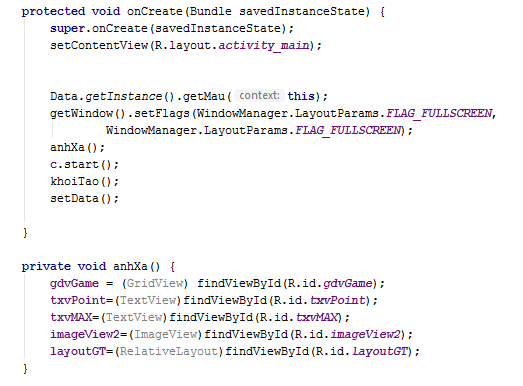 protected void onCreate(Bundle savedInstanceState) {
super.onCreate(savedInstanceState);
setContentView(R.layout.activity_main);
Data.getInstance().getMau( context: this);
getWindow().setFlags(WindowManager.LayoutParams.FLAG_FULLSCREEN,
WindowManager.LayoutParams.FLAG_FULLSCREEN);
anhXa();
c.start();
khoiTao();
setData();
}
private void anhXa() {
gdvGame = (GridView) findViewById(R.id.gdvGame);
txvPoint=(TextView)findViewById(R.id.txvPoint);
txvMAX=(TextView)findViewById(R.id.txvMAX);
imageView2=(ImageView)findViewById(R.id.imageView2);
layoutGT=(RelativeLayout)findViewById(R.id.LayoutGT);
}